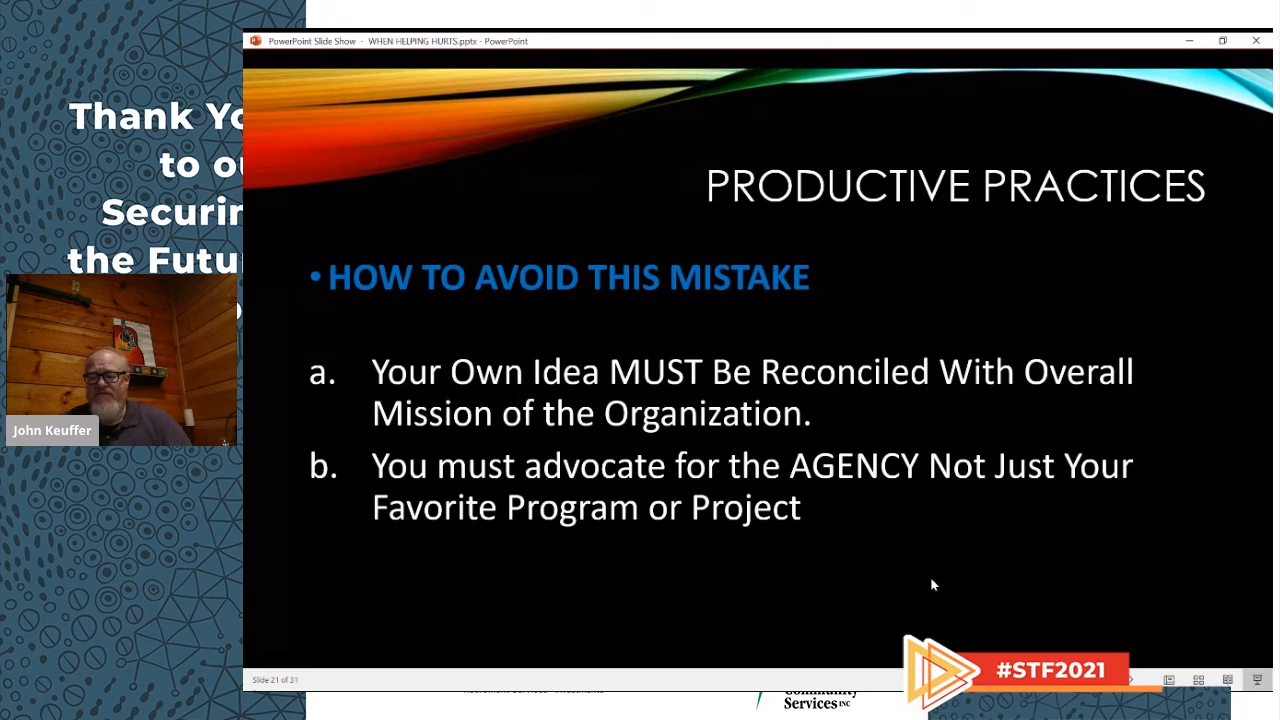 PowerPoint Slide Show - WHEN HELPING HURTS.pptx - PowerPoint
Thank Yo
to ou
Securin
the Futu
John Keuffer
PRODUCTIVE PRACTICES
• HOW TO AVOID THIS MISTAKE
a. Your Own Idea MUST Be Reconciled With Overall
Mission of the Organization.
b. You must advocate for the AGENCY Not Just Your
Favorite Program or Project
#STF2021
Slide 21 of 31
Community
Services INC